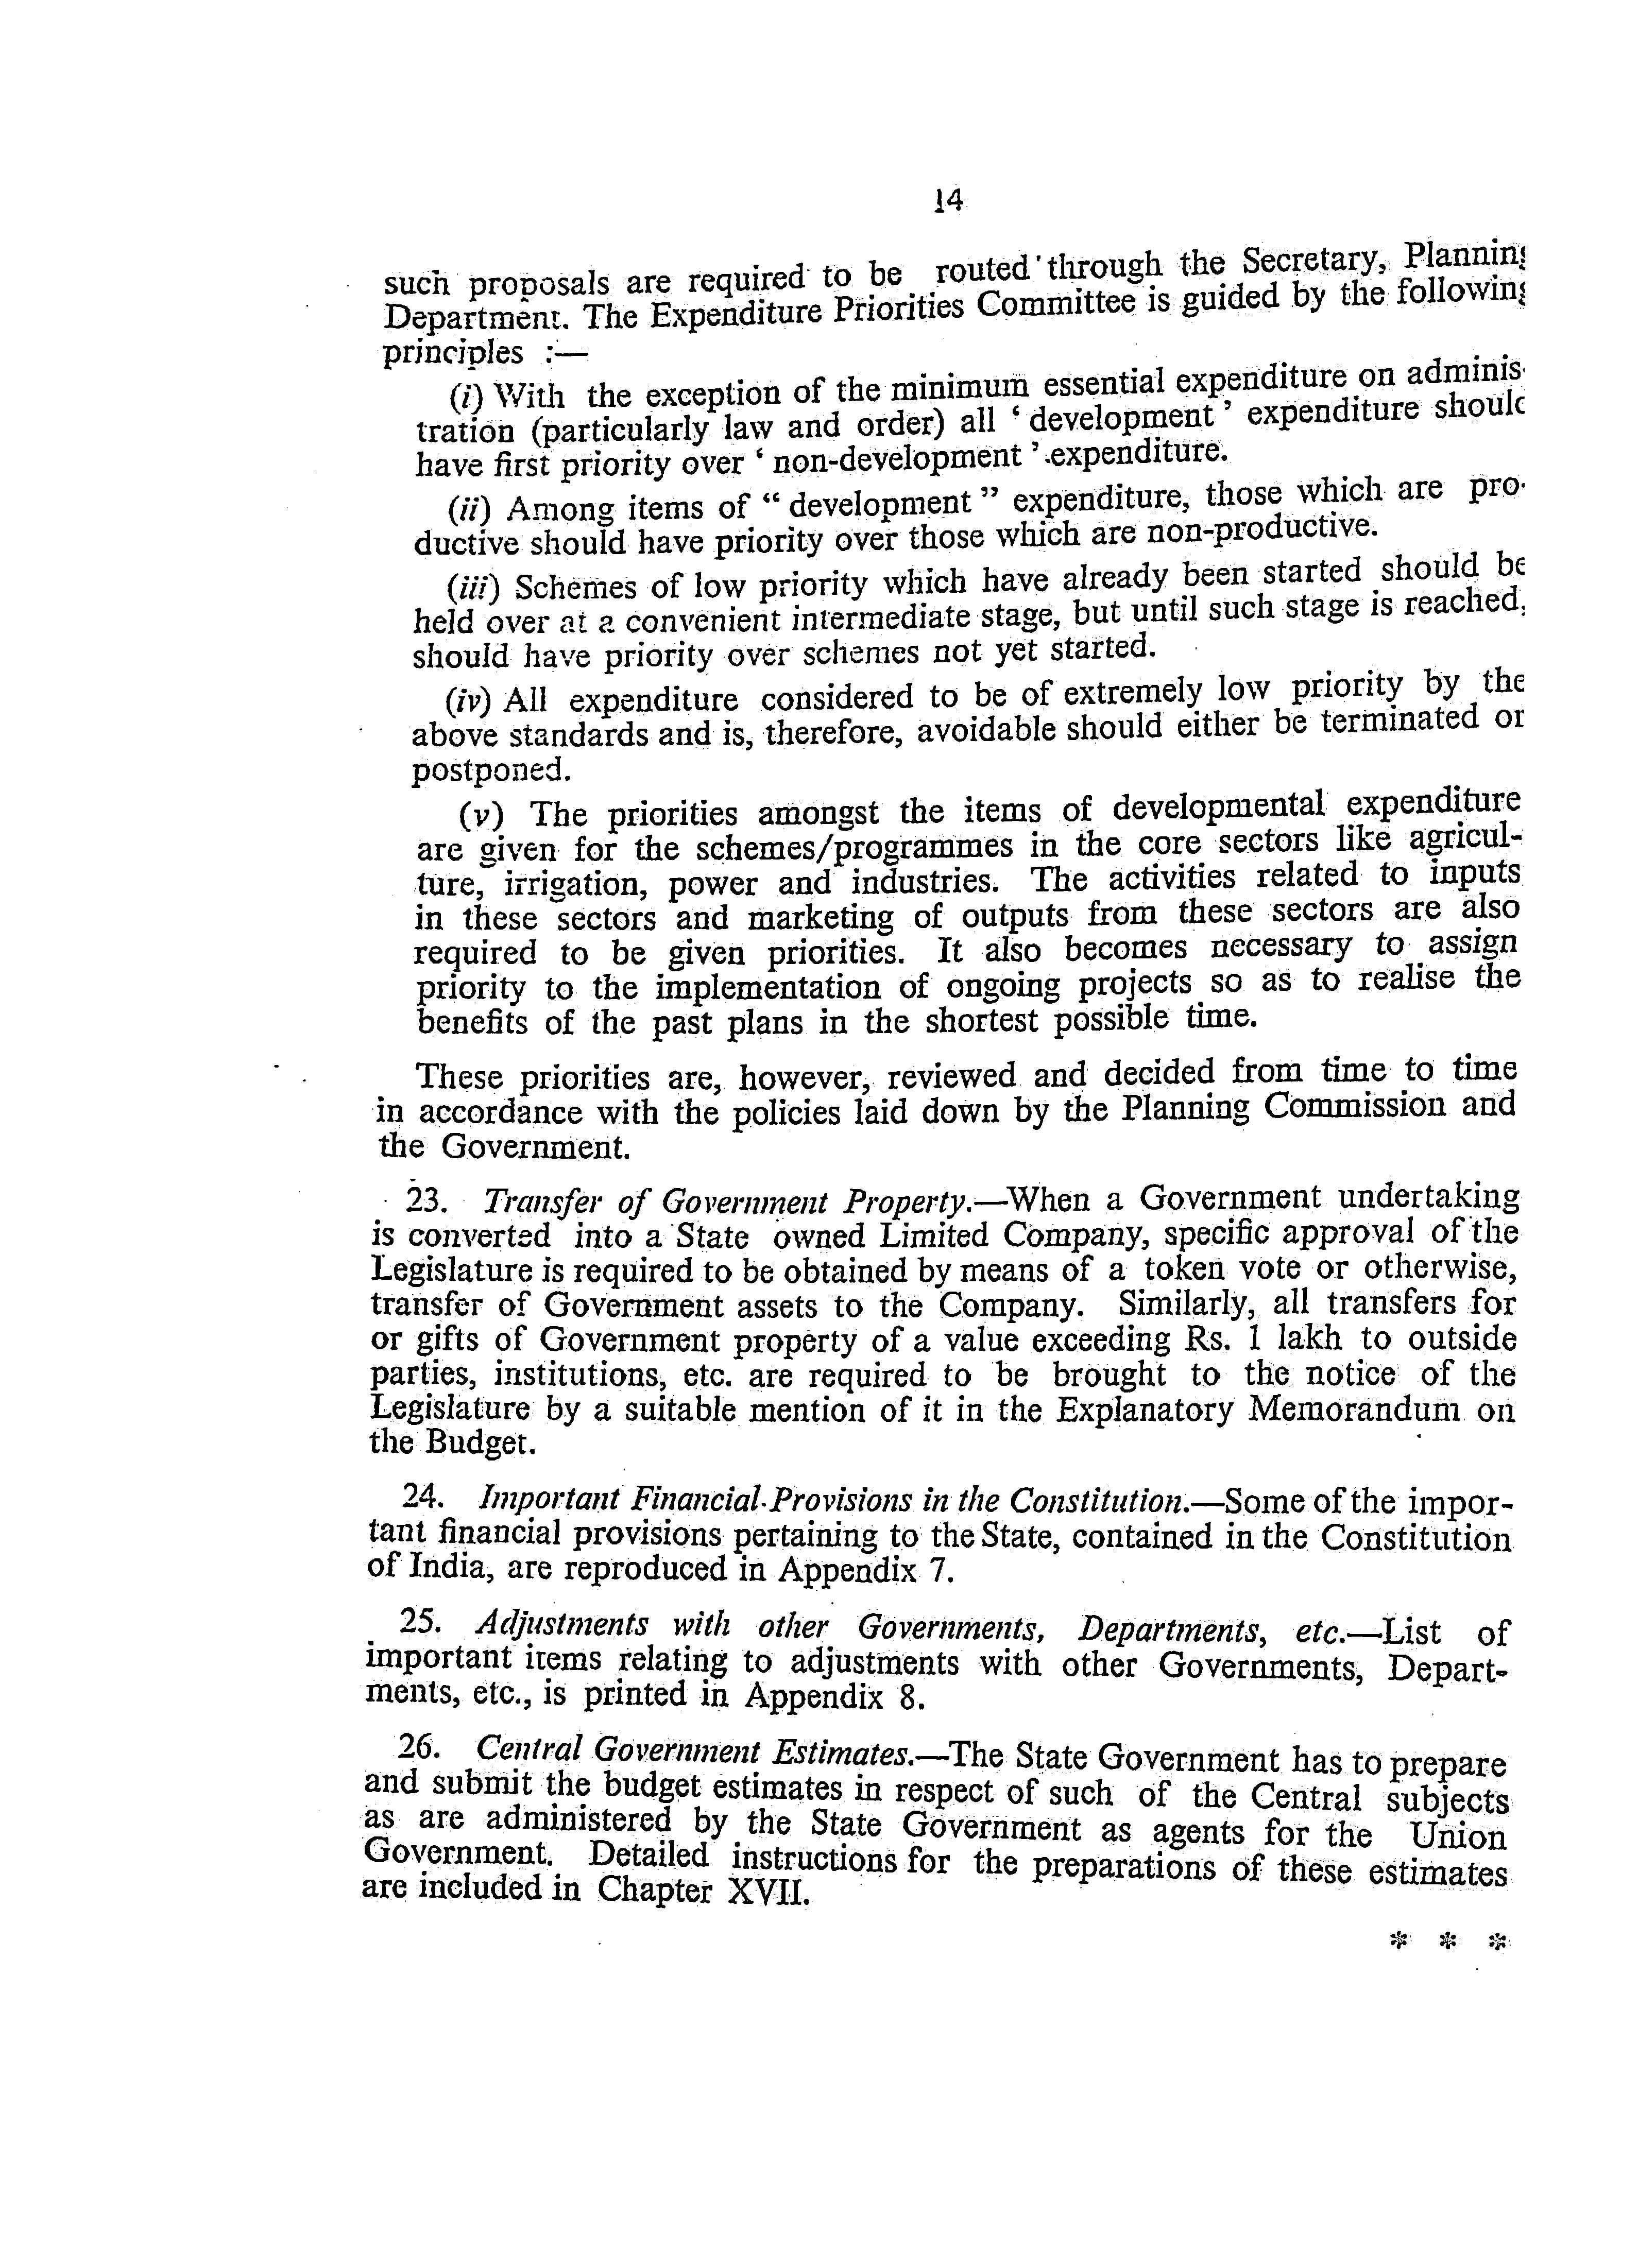 14
such proposals are required to be routed through the Secretary, Planning
Department. The Expenditure Priorities Committee is guided by the following
principles :—
(i) With the exception of the minimum essential expenditure on adminis-
tration (particularly law and order) all ‘ development ’ expenditure should
have first priority over ‘ non-development ’ expenditure.
(ii) Among items of “ development ” expenditure, those which are pro-
ductive should have priority over those which are non-productive.
(iii) Schemes of low priority which have already been started should be
held over at a convenient intermediate stage, but until such stage is reached,
should have priority over schemes not yet started.
(iv) All expenditure considered to be of extremely low priority by the
above standards and is, therefore, avoidable should either be terminated or
postponed.
(v) The priorities amongst the items of developmental expenditure
are given for the schemes/programmes in the core sectors like agricul-
ture, irrigation, power and industries. The activities related to inputs
in these sectors and marketing of outputs from these sectors are also
required to be given priorities. It also becomes necessary to assign
priority to the implementation of ongoing projects so as to realise the
benefits of the past plans in the shortest possible time.
These priorities are, however, reviewed and decided from time to time
in accordance with the policies laid down by the Planning Commission and
the Government.
23. Transfer of Government Property.—When a Government undertaking
is converted into a State owned Limited Company, specific approval of the
Legislature is required to be obtained by means of a token vote or otherwise,
transfer of Government assets to the Company. Similarly, all transfers for
or gifts of Government property of a value exceeding Rs. 1 lakh to outside
parties, institutions, etc. are required to be brought to the notice of the
Legislature by a suitable mention of it in the Explanatory Memorandum on
the Budget.
24. Important Financial Provisions in the Constitution.—Some of the impor-
tant financial provisions pertaining to the State, contained in the Constitution
of India, are reproduced in Appendix 7.
25. Adjustments with other Governments, Departments, etc.—List of
important items relating to adjustments with other Governments, Depart-
ments, etc., is printed in Appendix 8.
26. Central Government Estimates.—The State Government has to prepare
and submit the budget estimates in respect of such of the Central subjects
as are administered by the State Government as agents for the Union
Government. Detailed instructions for the preparations of these estimates
are included in Chapter XVII.
* * *